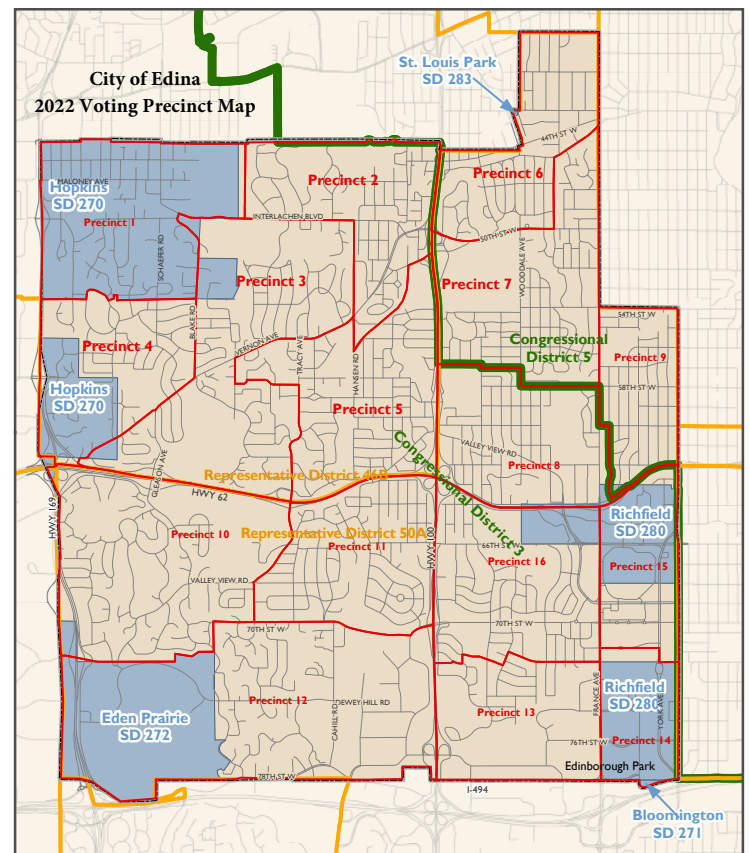 City of Edina
2022 Voting Precinct Map
St. Louis Park
SD 283
44TH ST W
MALONEY AVE
Hopkins
SD 270
Precinct 1
Precinct 2
Precinct 6
INTERLACHEN BLVD
50TH ST W
SCHAEFER RD
WOODDALE AVE
Precinct 3
Precinct 7
BLAKE RD
54TH ST W
Precinct 4
VERNON AVE
TRACY AVE
HANSEN RD
Congressional
District 5
Precinct 9
58TH ST W
Hopkins
SD 270
Precinct 5
VALLEY VIEW RD
Precinct 8
GLEASON AVE
Representative District 46B
Congressional District 3
HWY 62
HWY 169
Richfield
SD 280
Precinct 10
Representative District 50A
Precinct 11
HWY 100
66TH ST W
Precinct 16
Precinct 15
VALLEY VIEW RD
70TH ST W
70TH ST W
Eden Prairie
SD 272
Precinct 12
CAHILL RD
DEWEY HILL RD
Precinct 13
FRANCE AVE
Richfield
SD 280
YORK AVE
76TH ST W
Precinct 14
Edinborough Park
78TH ST W
I-494
Bloomington
SD 271